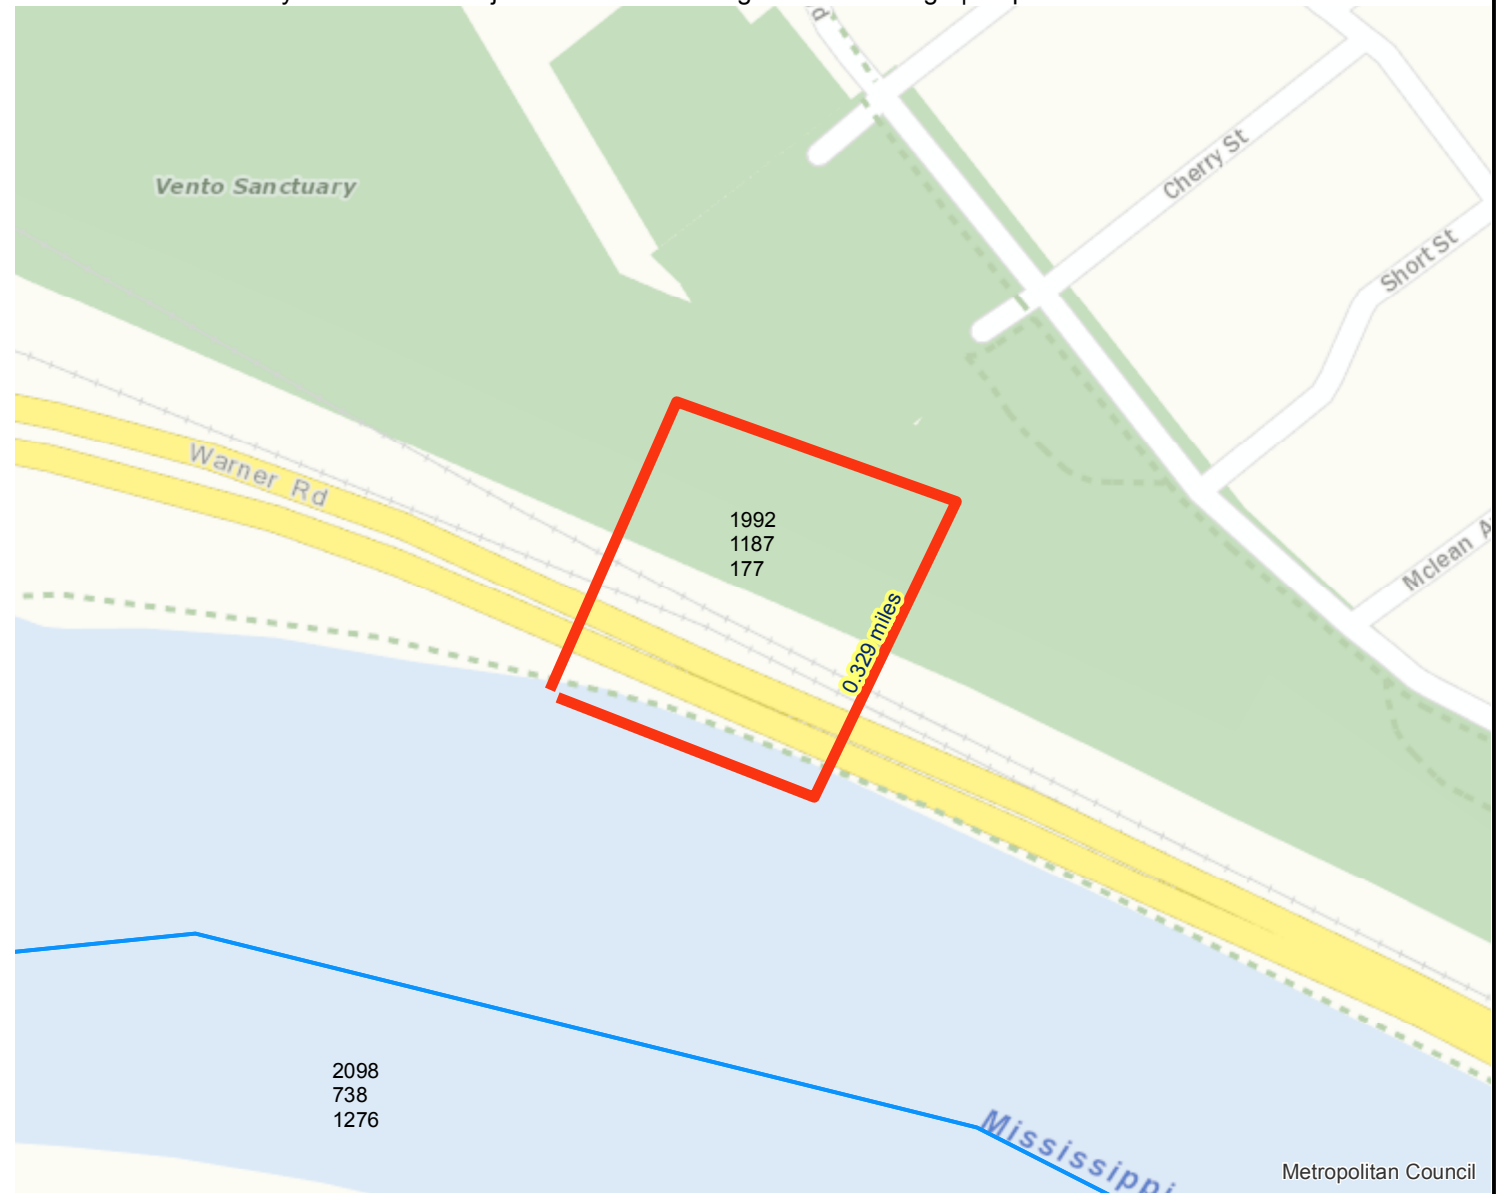 Vento Sanctuary
Cherry St
Short St
Warner Rd
Mclean
1992
1187
177
0.329 miles
2098
738
1276
Mississippi
Metropolitan Council